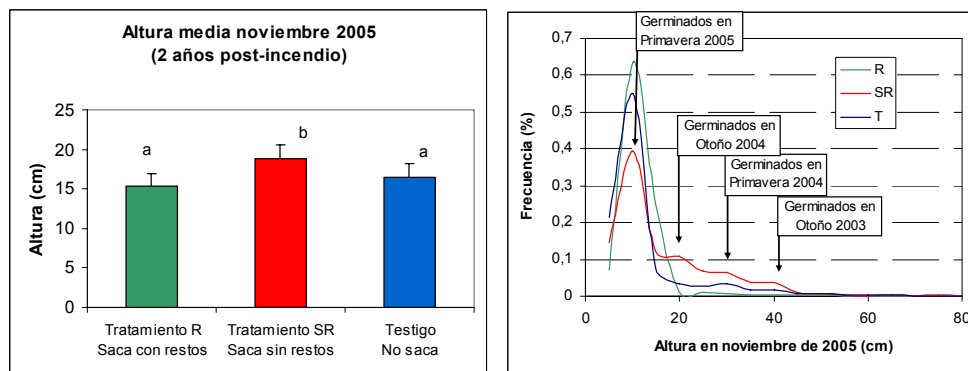 Altura media noviembre 2005
(2 años post-incendio)
Altura (cm)
25
20
15
10
5
0
a
b
a
Tratamiento R
Saca con restos
Tratamiento SR
Saca sin restos
Testigo
No saca
Germinados en
Primavera 2005
Germinados en
Otoño 2004
Germinados en
Primavera 2004
Germinados en
Otoño 2003
R
SR
T
Frecuencia (%)
0,7
0,6
0,5
0,4
0,3
0,2
0,1
0
0
20
40
60
80
Altura en noviembre de 2005 (cm)